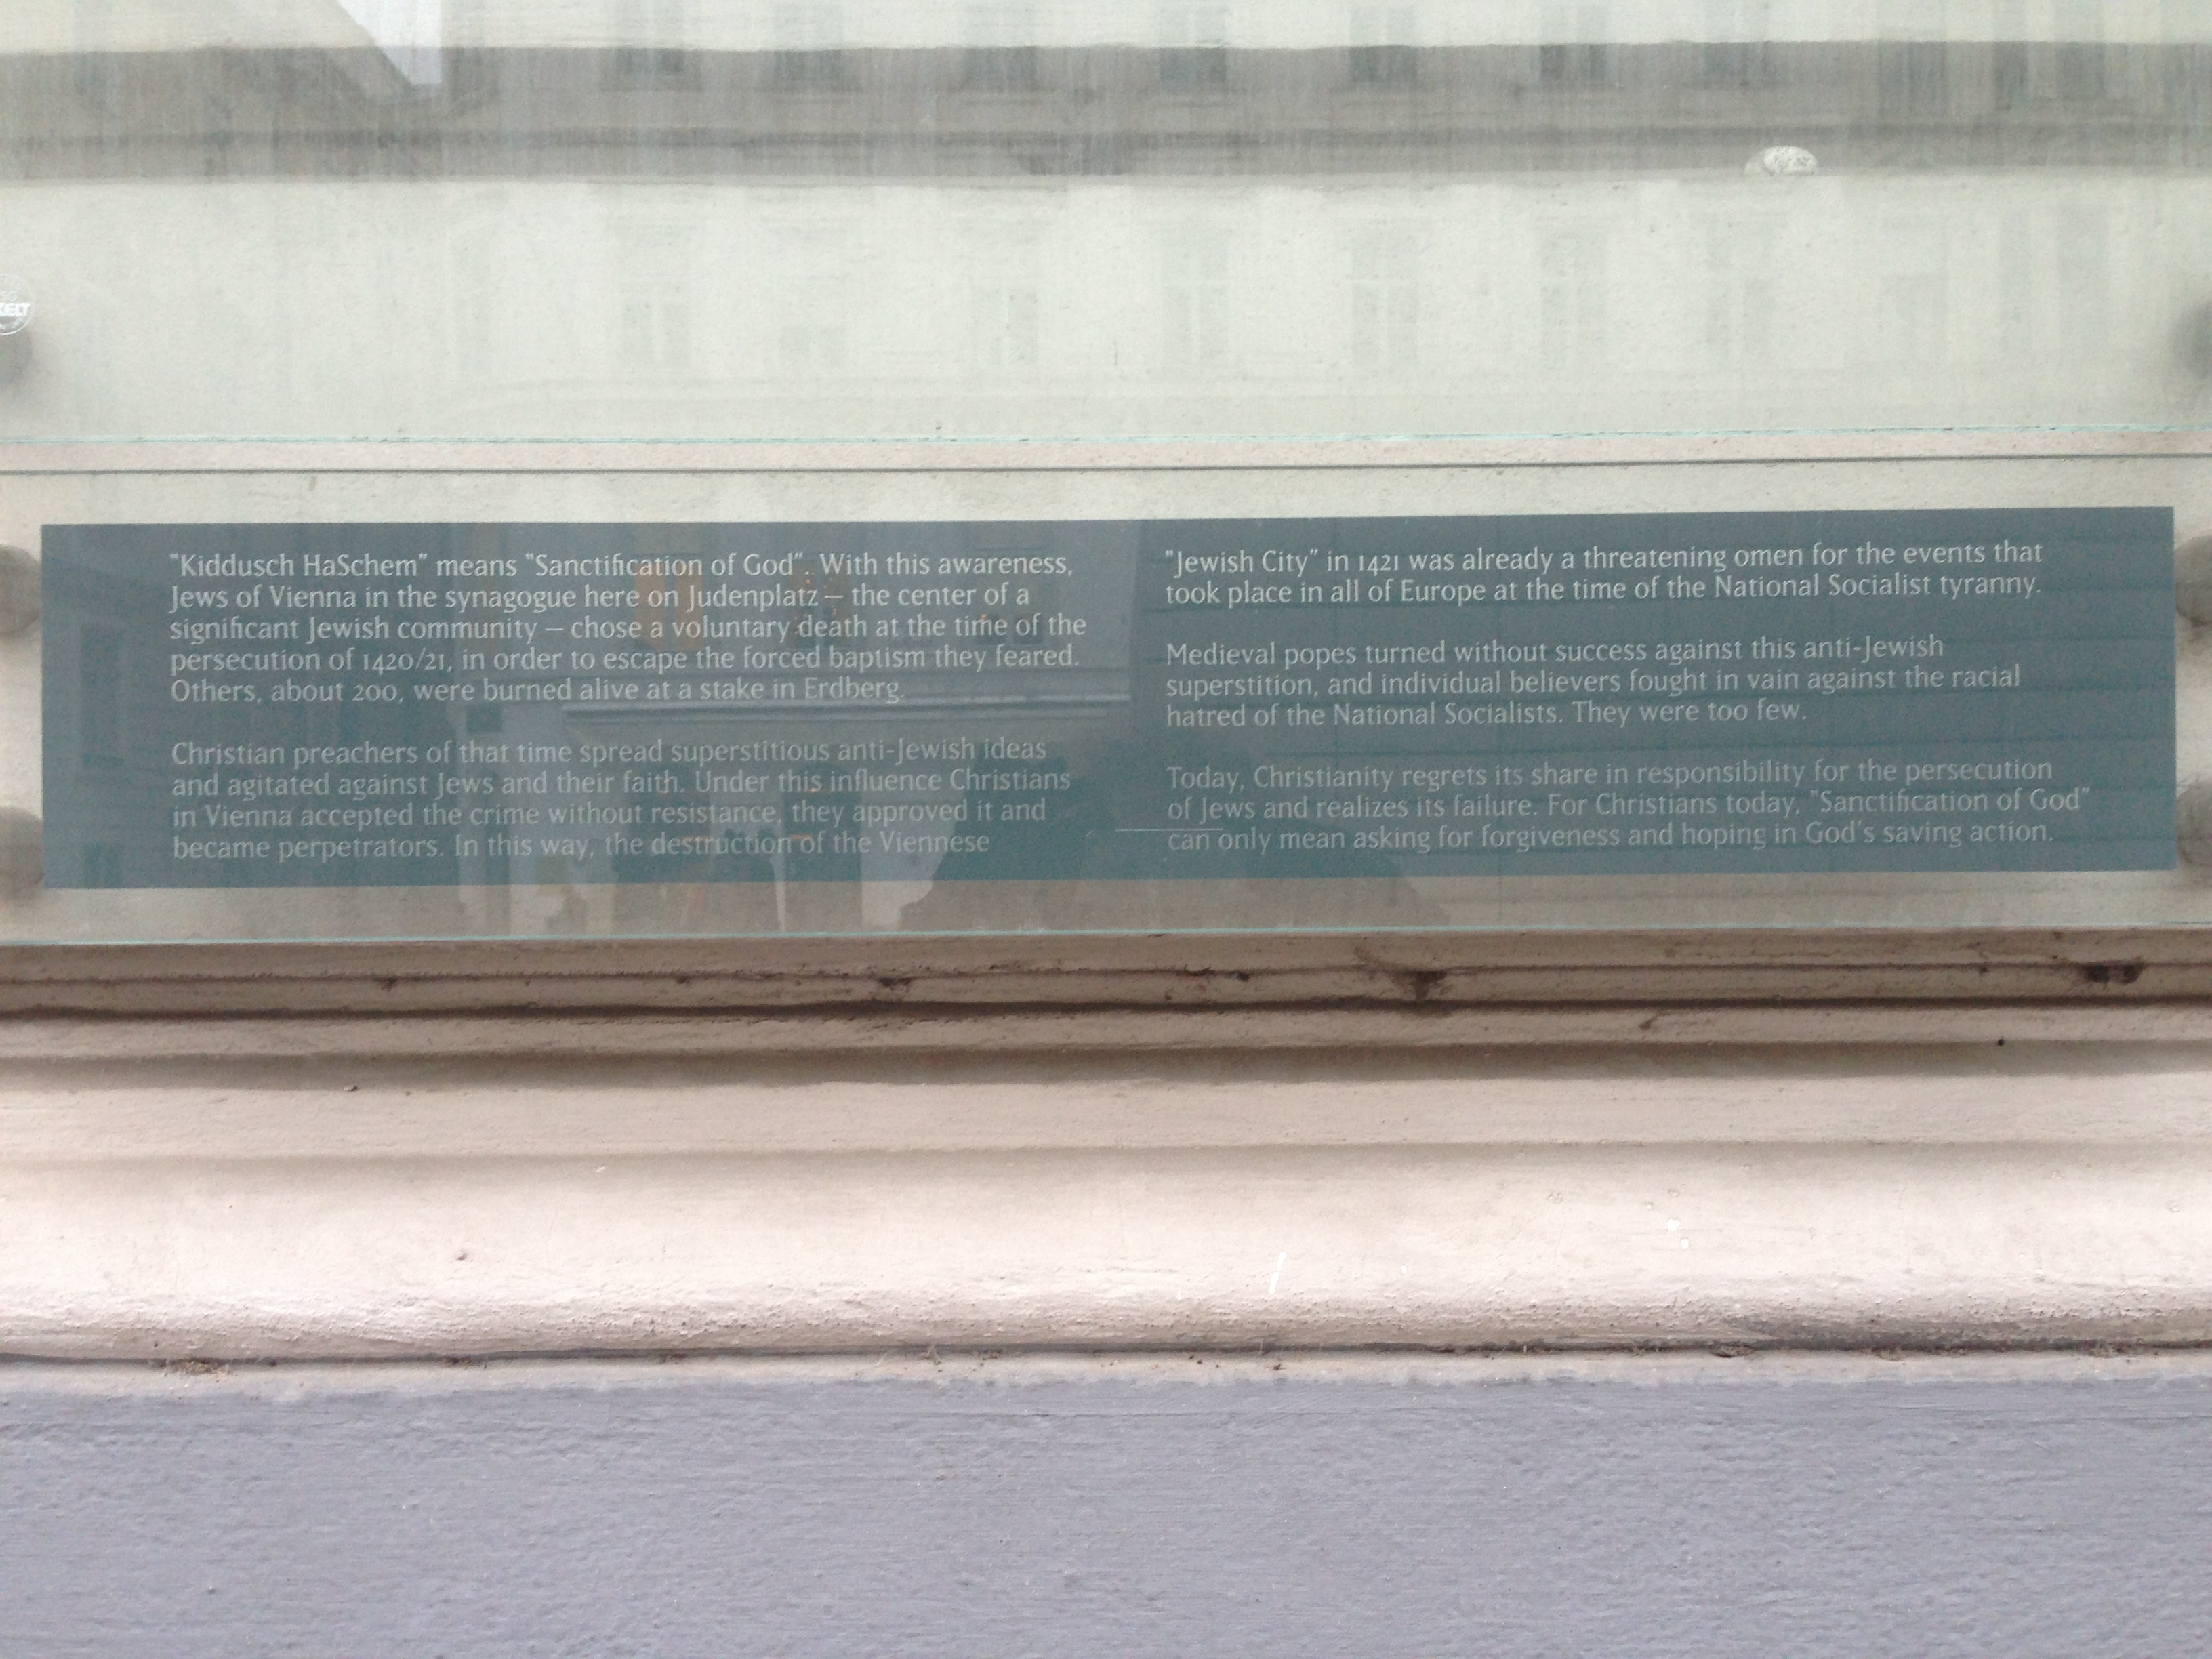 "Kiddusch HaSchem" means "Sanctification of God". With this awareness,
Jews of Vienna in the synagogue here on Judenplatz – the center of a
significant Jewish community – chose a voluntary death at the time of the
persecution of 1420/21, in order to escape the forced baptism they feared.
Others, about 200, were burned alive at a stake in Erdberg.
Christian preachers of that time spread superstitious anti-Jewish ideas
and agitated against Jews and their faith. Under this influence Christians
in Vienna accepted the crime without resistance, they approved it and
became perpetrators. In this way, the destruction of the Viennese
"Jewish City" in 1421 was already a threatening omen for the events that
took place in all of Europe at the time of the National Socialist tyranny.
Medieval popes turned without success against this anti-Jewish
superstition, and individual believers fought in vain against the racial
hatred of the National Socialists. They were too few.
Today, Christianity regrets its share in responsibility for the persecution
of Jews and realizes its failure. For Christians today, "Sanctification of God"
can only mean asking for forgiveness and hoping in God's saving action.